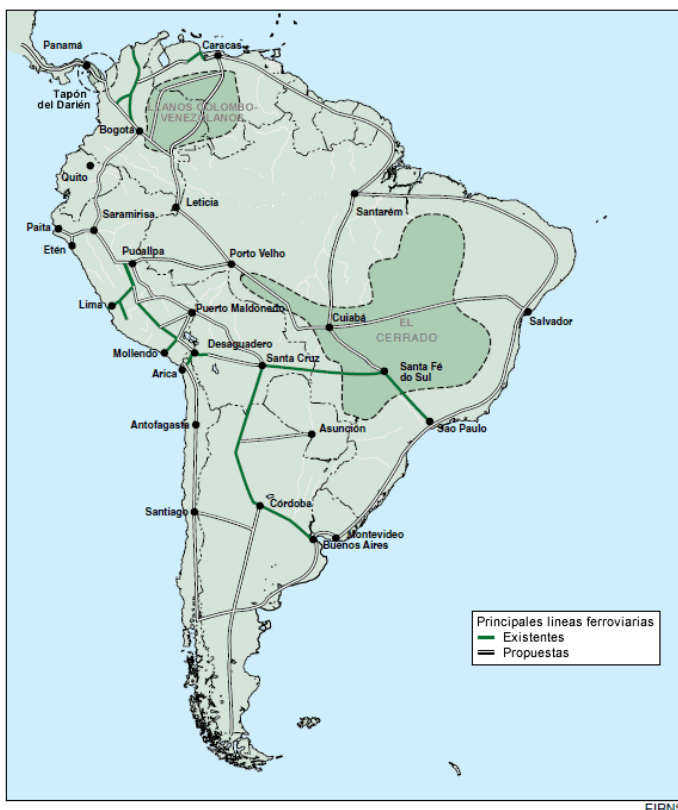 Panamá
Caracas
Tapón
del Darién
LLANOS COLOMBO-
VENEZOLANOS
Bogotá
Quito
Leticia
Santarém
Saramirisa
Paita
Etén
Pucallpa
Porto Velho
Lima
Puerto Maldonado
Cuiabá
EL
CERRADO
Salvador
Mollendo
Desaguadero
Arica
Santa Cruz
Santa Fé
do Sul
Antofagasta
Asunción
São Paulo
Santiago
Córdoba
Montevideo
Buenos Aires
Principales lineas ferroviarias
Existentes
Propuestas
EIRNS